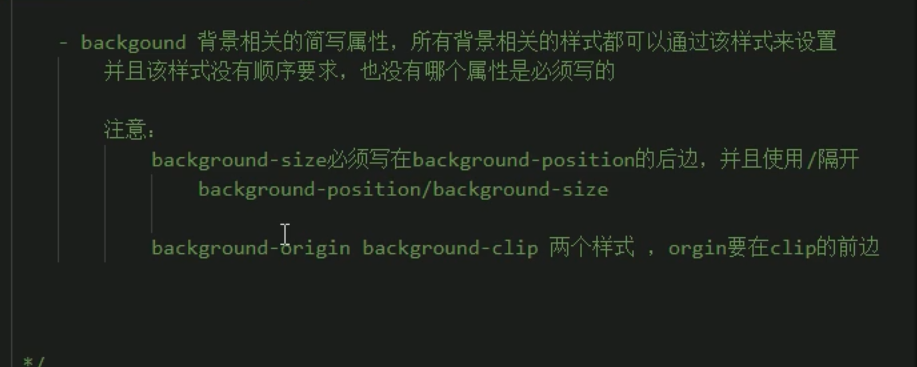 - backgound 背景相关的简写属性，所有背景相关的样式都可以通过该样式来设置
并且该样式没有顺序要求，也没有哪个属性是必须写的
注意：
background-size必须写在background-position的后边，并且使用/隔开
background-position/background-size
background-origin background-clip 两个样式 ，orgin要在clip的前边
*/